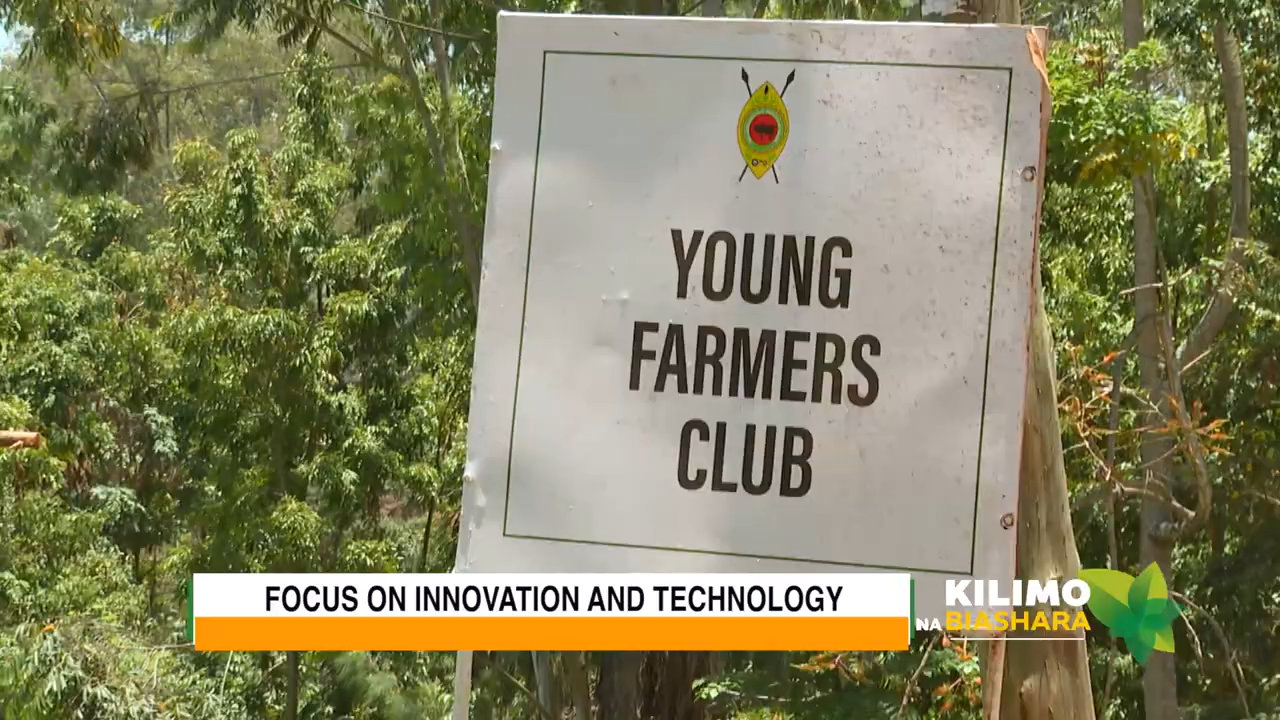 YOUNG
FARMERS
CLUB
FOCUS ON INNOVATION AND TECHNOLOGY
KILIMO
NA BIASHARA